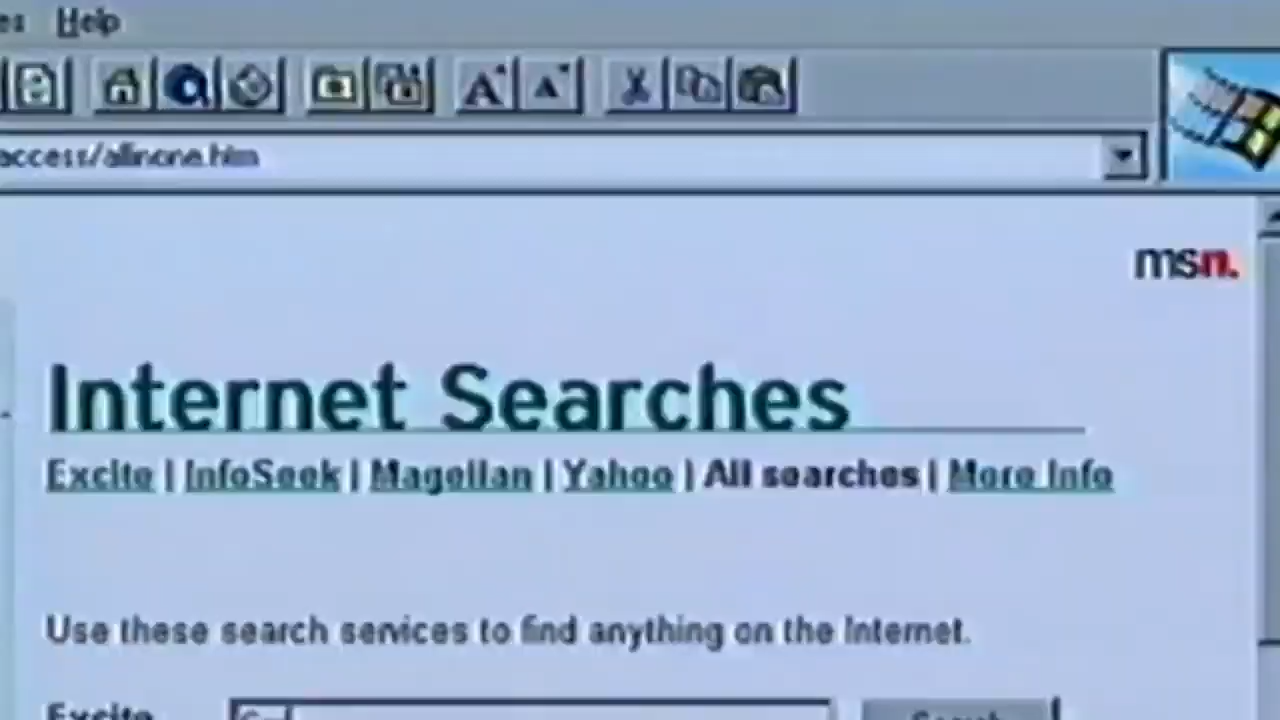 Help
access/allinone.htm
msn.
Internet Searches
Excite | InfoSeek | Magellan | Yahoo | All searches | More Info
Use these search services to find anything on the Internet.
Excite
Search